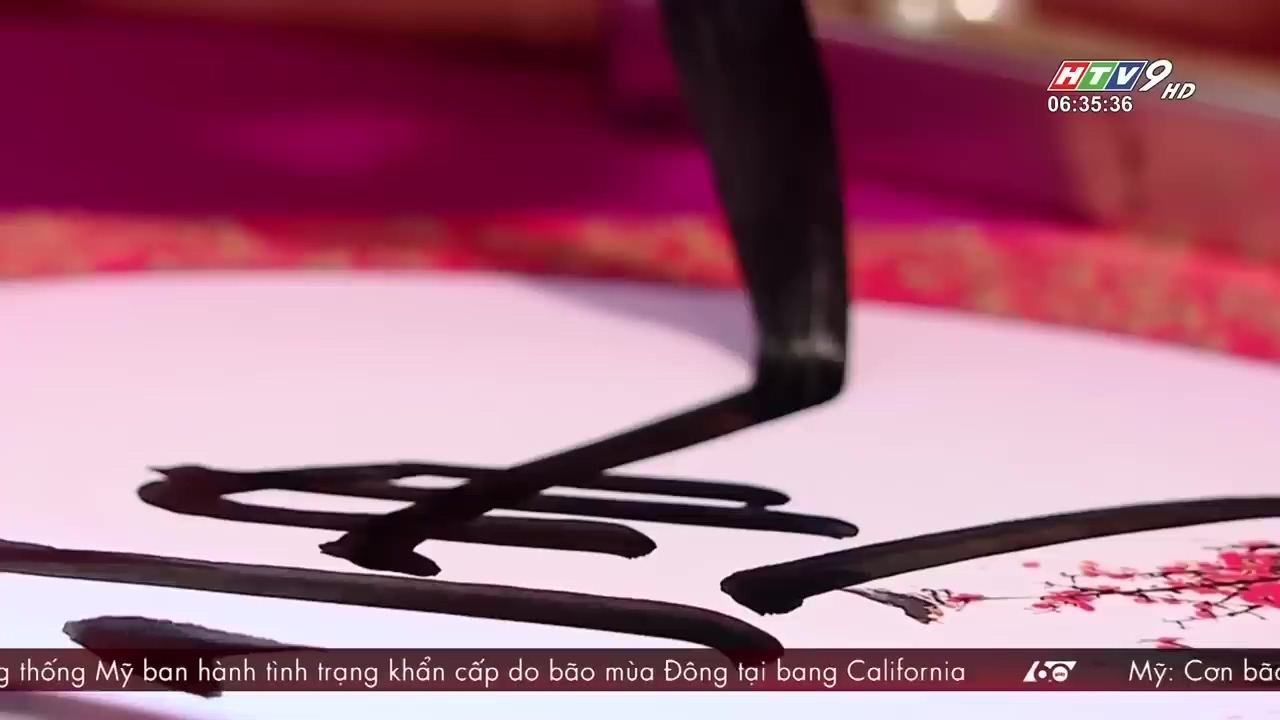 HTV9 HD
06:35:36
thống Mỹ ban hành tình trạng khẩn cấp do bão mùa Đông tại bang California
Mỹ: Cơn bão